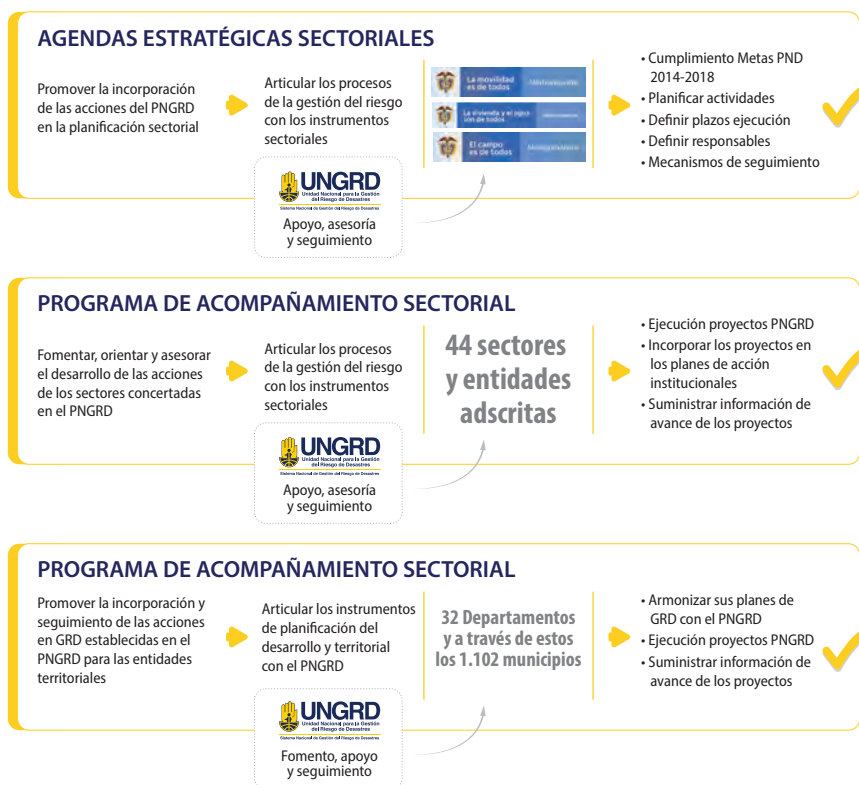 AGENDAS ESTRATÉGICAS SECTORIALES
Promover la incorporación
de las acciones del PNGRD
en la planificación sectorial
Articular los procesos
de la gestión del riesgo
con los instrumentos
sectoriales
UNGRD
Unidad Nacional para la Gestión
del Riesgo de Desastres
Sistema Nacional de Gestión del Riesgo de Desastres
Apoyo, asesoría
y seguimiento
La movilidad
es de todos
La vivienda y el agua
son de todos
El campo
es de todos
• Cumplimiento Metas PND
2014-2018
• Planificar actividades
• Definir plazos ejecución
• Definir responsables
• Mecanismos de seguimiento
PROGRAMA DE ACOMPAÑAMIENTO SECTORIAL
Fomentar, orientar y asesorar
el desarrollo de las acciones
de los sectores concertadas
en el PNGRD
Articular los procesos
de la gestión del riesgo
con los instrumentos
sectoriales
UNGRD
Unidad Nacional para la Gestión
del Riesgo de Desastres
Sistema Nacional de Gestión del Riesgo de Desastres
Apoyo, asesoría
y seguimiento
44 sectores
y entidades
adscritas
• Ejecución proyectos PNGRD
• Incorporar los proyectos en
los planes de acción
institucionales
• Suministrar información de
avance de los proyectos
PROGRAMA DE ACOMPAÑAMIENTO SECTORIAL
Promover la incorporación y
seguimiento de las acciones
en GRD establecidas en el
PNGRD para las entidades
territoriales
Articular los instrumentos
de planificación del
desarrollo y territorial
con el PNGRD
UNGRD
Unidad Nacional para la Gestión
del Riesgo de Desastres
Sistema Nacional de Gestión del Riesgo de Desastres
Fomento, apoyo
y seguimiento
32 Departamentos
y a través de estos
los 1.102 municipios
• Armonizar sus planes de
GRD con el PNGRD
• Ejecución proyectos PNGRD
• Suministrar información de
avance de los proyectos